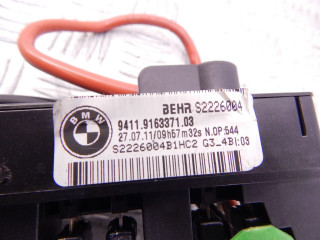 BEHR S2226004
BMW
9411.9163371.03
27.07.11/09h57m32s N.OP:544
S2226004B1HC2 G3_4BI:03